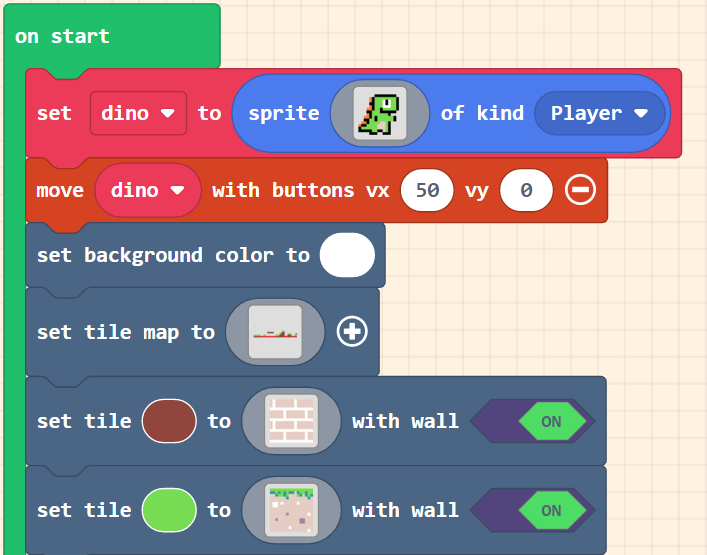 on start
set dino to sprite of kind Player
move dino with buttons vx 50 vy 0
set background color to
set tile map to
set tile to with wall ON
set tile to with wall ON